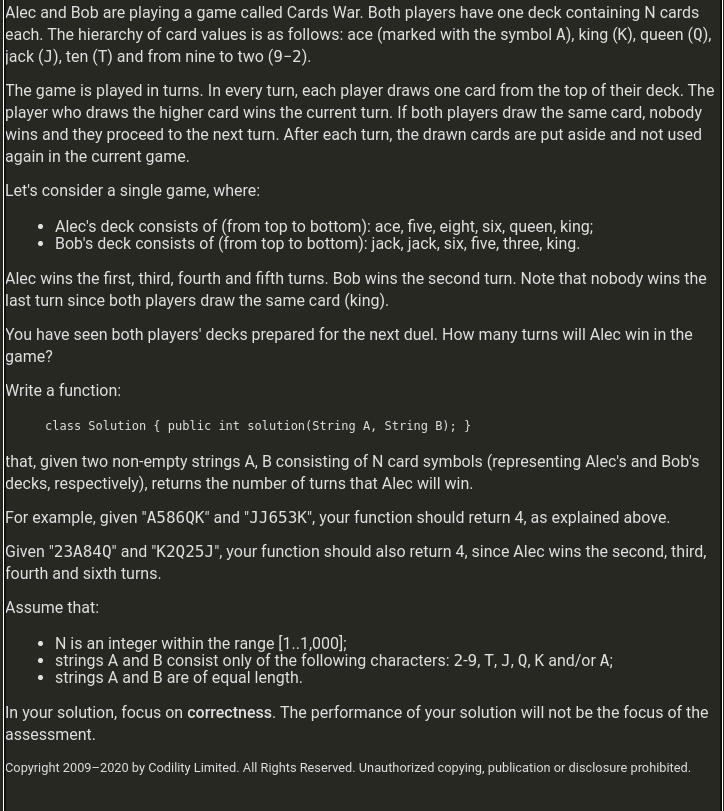 Alec and Bob are playing a game called Cards War. Both players have one deck containing N cards
each. The hierarchy of card values is as follows: ace (marked with the symbol A), king (K), queen (Q),
jack (J), ten (T) and from nine to two (9−2).
The game is played in turns. In every turn, each player draws one card from the top of their deck. The
player who draws the higher card wins the current turn. If both players draw the same card, nobody
wins and they proceed to the next turn. After each turn, the drawn cards are put aside and not used
again in the current game.
Let's consider a single game, where:
• Alec's deck consists of (from top to bottom): ace, five, eight, six, queen, king;
• Bob's deck consists of (from top to bottom): jack, jack, six, five, three, king.
Alec wins the first, third, fourth and fifth turns. Bob wins the second turn. Note that nobody wins the
last turn since both players draw the same card (king).
You have seen both players' decks prepared for the next duel. How many turns will Alec win in the
game?
Write a function:
class Solution { public int solution(String A, String B); }
that, given two non-empty strings A, B consisting of N card symbols (representing Alec's and Bob's
decks, respectively), returns the number of turns that Alec will win.
For example, given "A586QK" and "JJ653K", your function should return 4, as explained above.
Given "23A84Q" and "K2Q25J", your function should also return 4, since Alec wins the second, third,
fourth and sixth turns.
Assume that:
• N is an integer within the range [1..1,000];
• strings A and B consist only of the following characters: 2-9, T, J, Q, K and/or A;
• strings A and B are of equal length.
In your solution, focus on correctness. The performance of your solution will not be the focus of the
assessment.
Copyright 2009–2020 by Codility Limited. All Rights Reserved. Unauthorized copying, publication or disclosure prohibited.